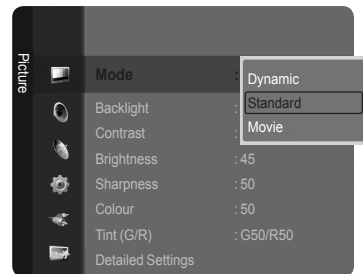 Picture
Mode :
Dynamic
Standard
Movie
Backlight :
Contrast :
Brightness : 45
Sharpness : 50
Colour : 50
Tint (G/R) : G50/R50
Detailed Settings